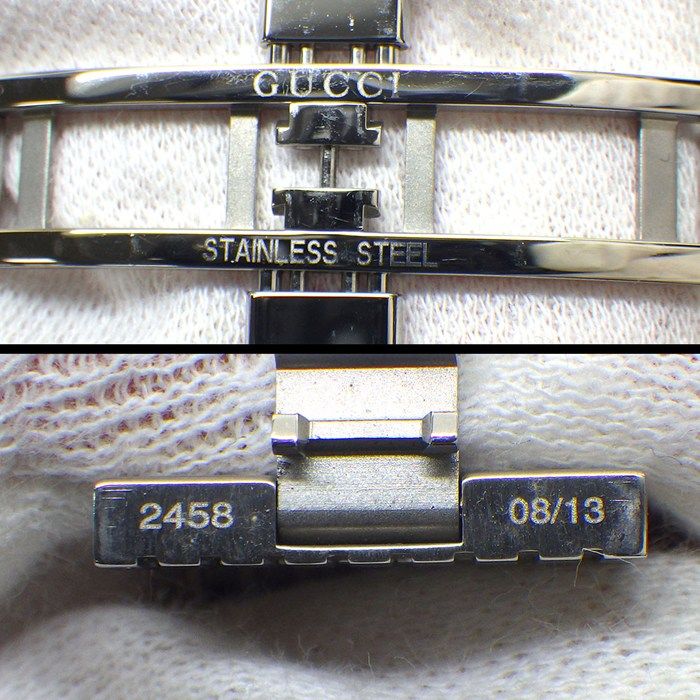 GUCCI
STAINLESS STEEL
2458
08/13